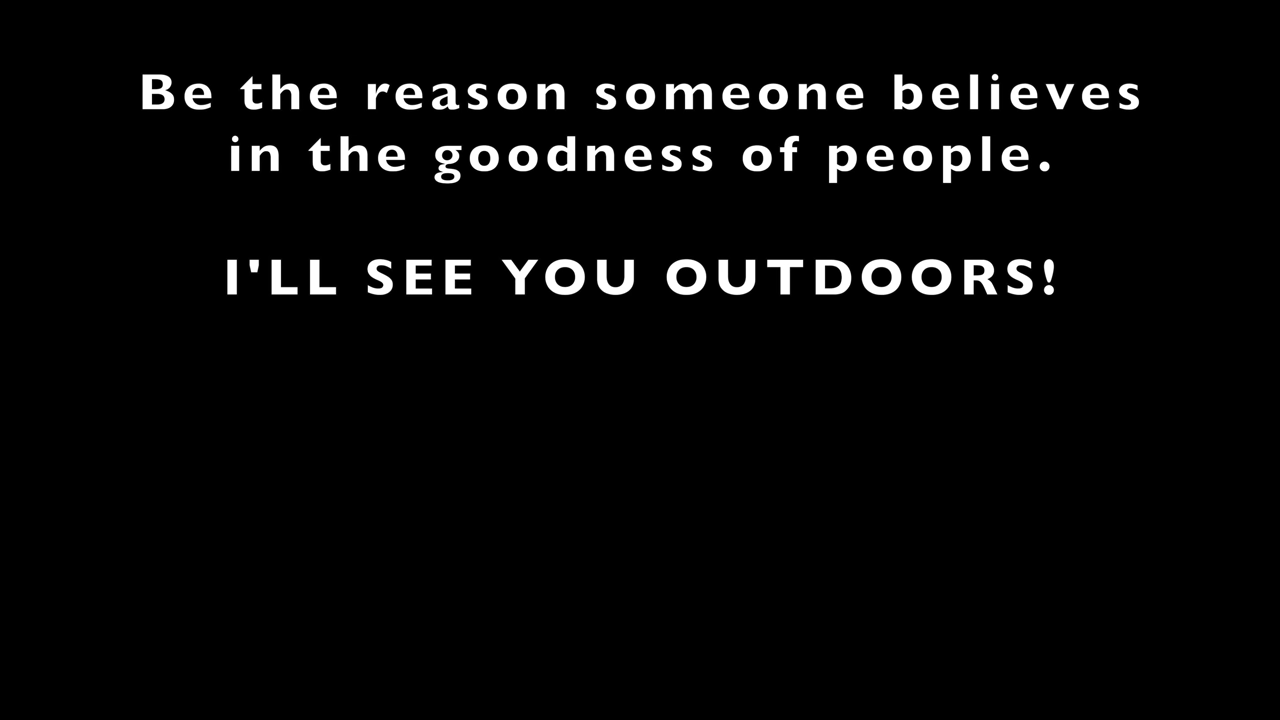 Be the reason someone believes
in the goodness of people.
I'LL SEE YOU OUTDOORS!